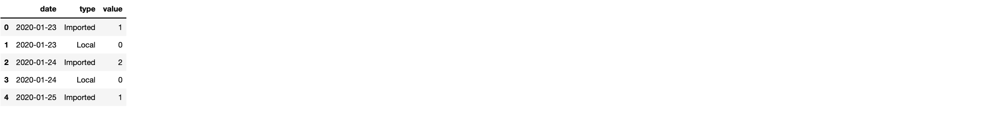 date type value
0 2020-01-23 Imported 1
1 2020-01-23 Local 0
2 2020-01-24 Imported 2
3 2020-01-24 Local 0
4 2020-01-25 Imported 1